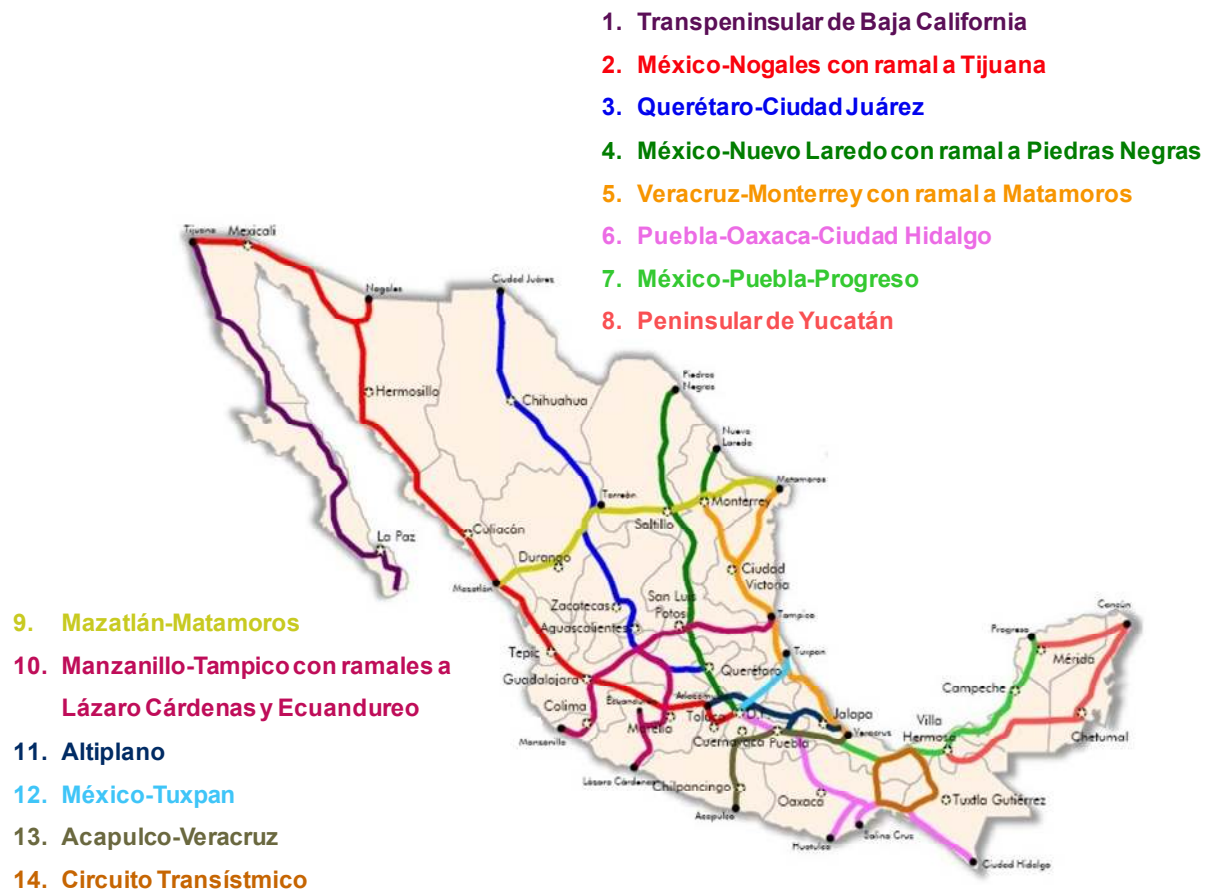 1. Transpeninsular de Baja California
2. México-Nogales con ramal a Tijuana
3. Querétaro-Ciudad Juárez
4. México-Nuevo Laredo con ramal a Piedras Negras
5. Veracruz-Monterrey con ramal a Matamoros
6. Puebla-Oaxaca-Ciudad Hidalgo
7. México-Puebla-Progreso
8. Peninsular de Yucatán
Tijuana
Mexicali
Nogales
Ciudad Juárez
Hermosillo
Chihuahua
Piedras
Negras
Nuevo
Laredo
Matamoros
Monterrey
Torreón
Saltillo
Culiacán
La Paz
Durango
Ciudad
Victoria
Mazatlán
Zacatecas
San Luis
Potosí
Aguascalientes
Tampico
Cancún
Progreso
Mérida
Tepic
Tuxpan
Querétaro
Guadalajara
Campeche
Colima
Ecuandureo
Atlacomulco
Toluca
D.F.
Jalapa
Villa
Hermosa
Chetumal
Manzanillo
Morelia
Cuernavaca
Puebla
Veracruz
Lázaro Cárdenas
Chilpancingo
Oaxaca
Tuxtla Gutiérrez
Acapulco
Salina Cruz
Huatulco
Ciudad Hidalgo
9. Mazatlán-Matamoros
10. Manzanillo-Tampico con ramales a
Lázaro Cárdenas y Ecuandureo
11. Altiplano
12. México-Tuxpan
13. Acapulco-Veracruz
14. Circuito Transístmico